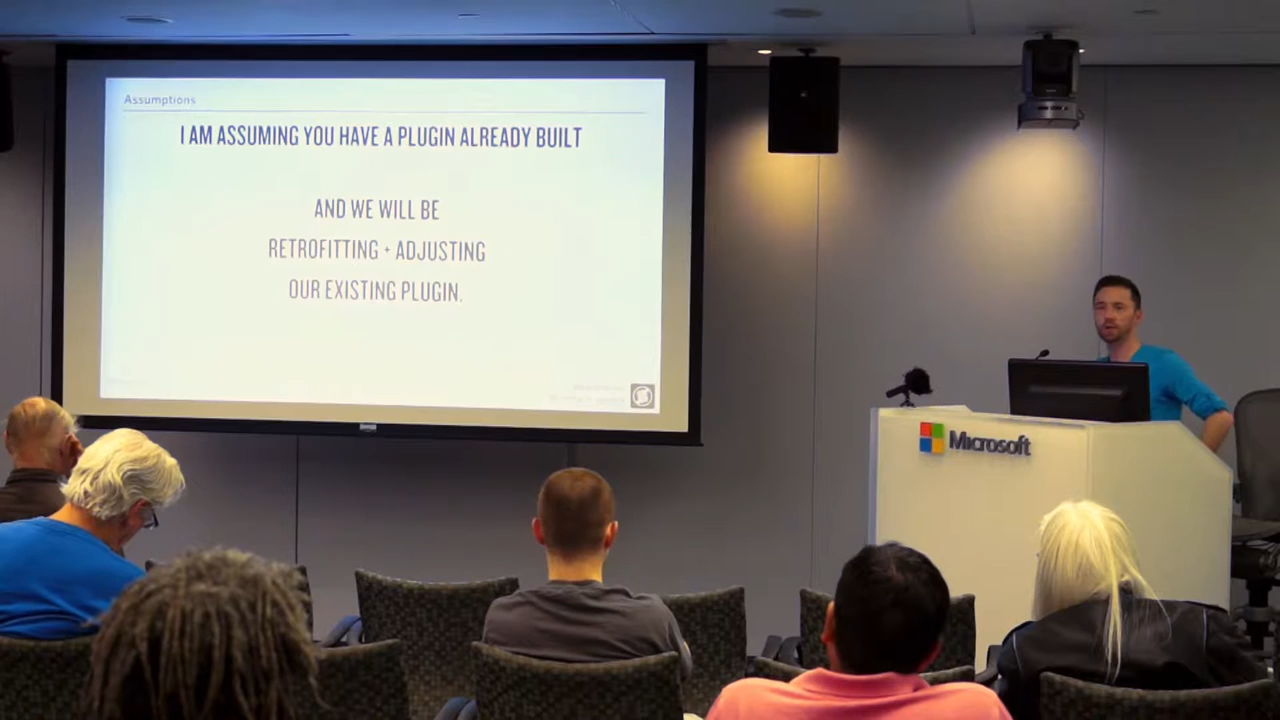 Assumptions
I AM ASSUMING YOU HAVE A PLUGIN ALREADY BUILT
AND WE WILL BE
RETROFITTING + ADJUSTING
OUR EXISTING PLUGIN.
Microsoft